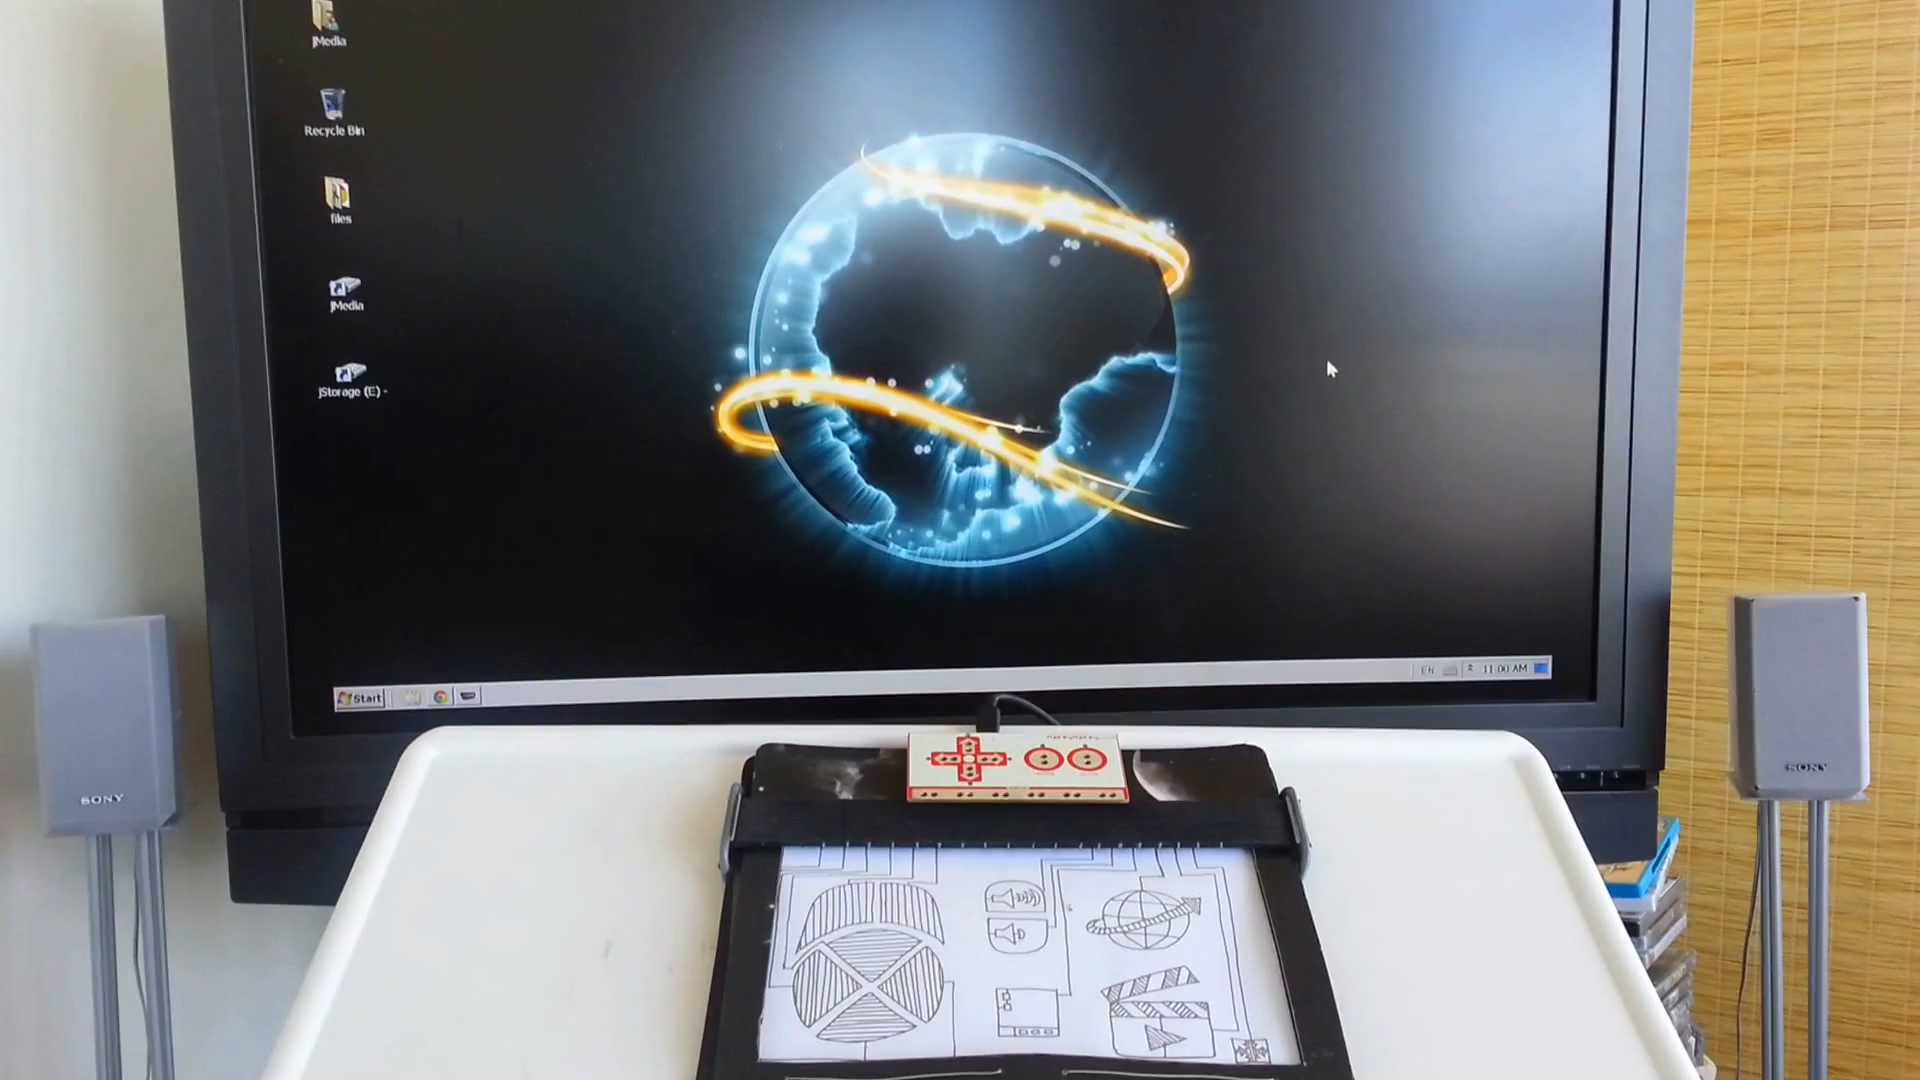 jMedia
Recycle Bin
files
jMedia
jStorage (E) -
Start
EN
11:00 AM
SONY
SONY